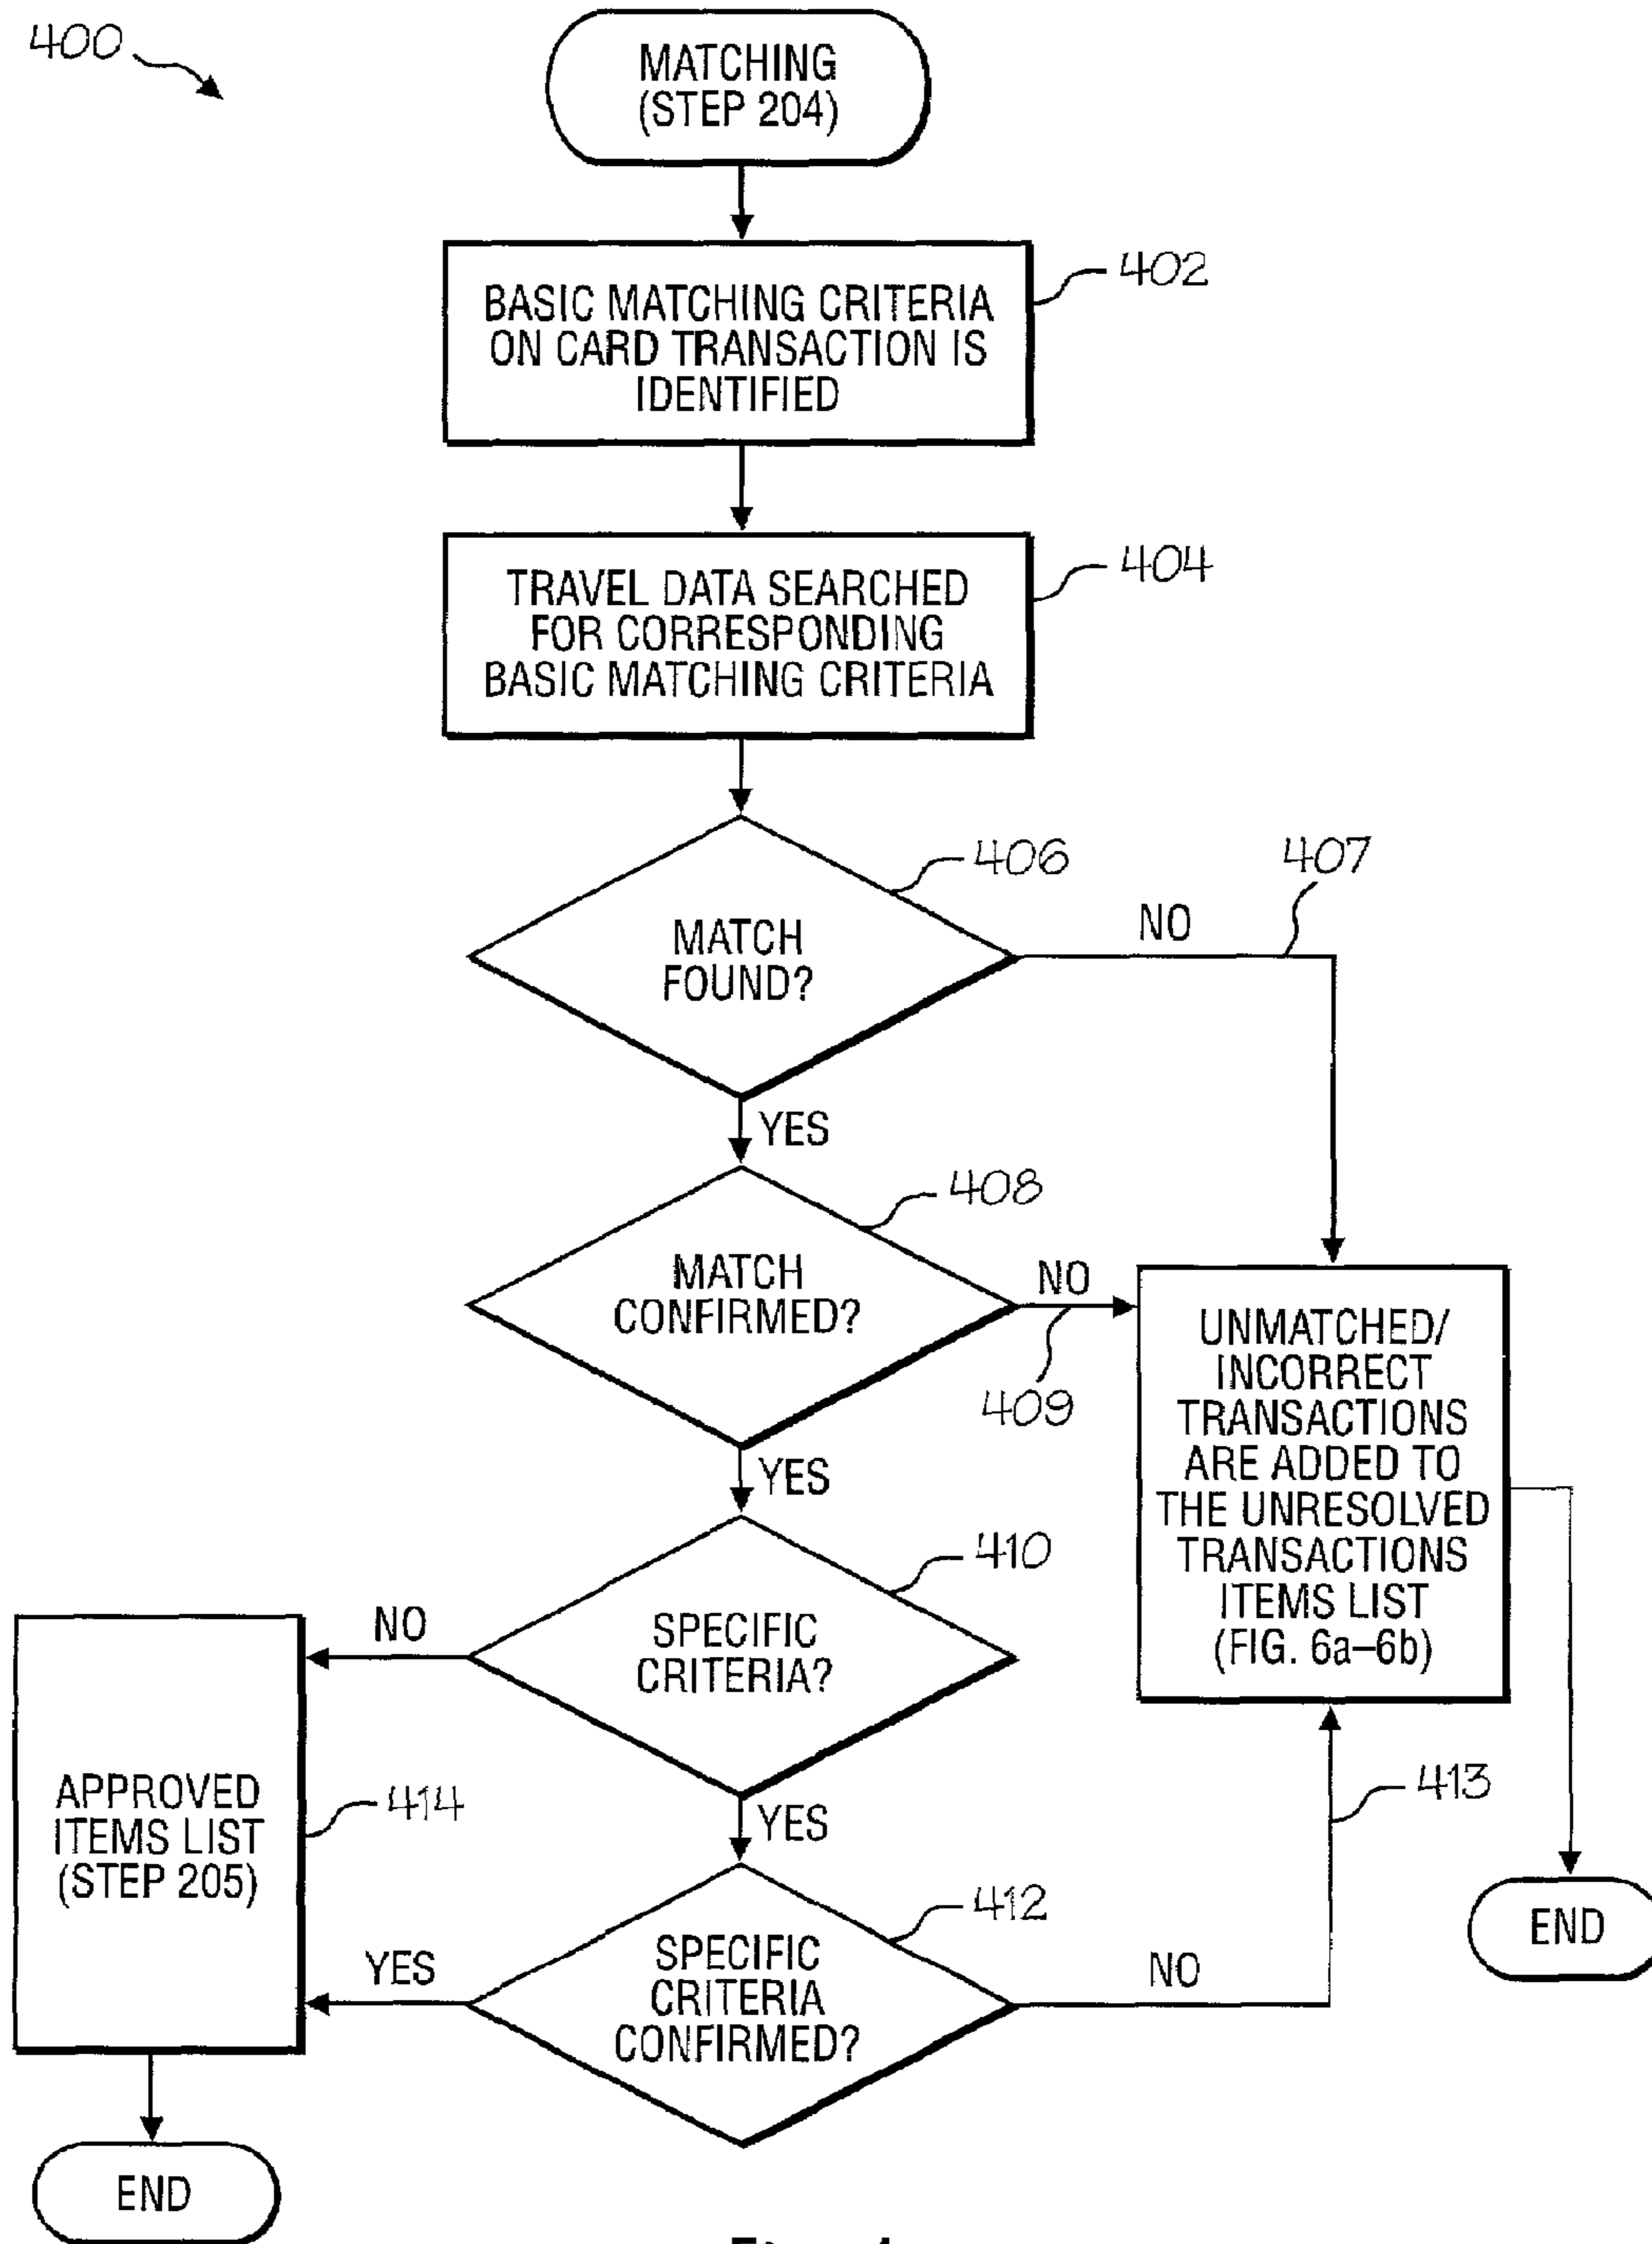 400
MATCHING
(STEP 204)
BASIC MATCHING CRITERIA
ON CARD TRANSACTION IS
IDENTIFIED
402
TRAVEL DATA SEARCHED
FOR CORRESPONDING
BASIC MATCHING CRITERIA
404
MATCH
FOUND?
406
NO
407
YES
MATCH
CONFIRMED?
408
NO
409
YES
UNMATCHED/
INCORRECT
TRANSACTIONS
ARE ADDED TO
THE UNRESOLVED
TRANSACTIONS
ITEMS LIST
(FIG. 6a–6b)
SPECIFIC
CRITERIA?
410
NO
YES
APPROVED
ITEMS LIST
(STEP 205)
414
413
SPECIFIC
CRITERIA
CONFIRMED?
412
YES
NO
END
END